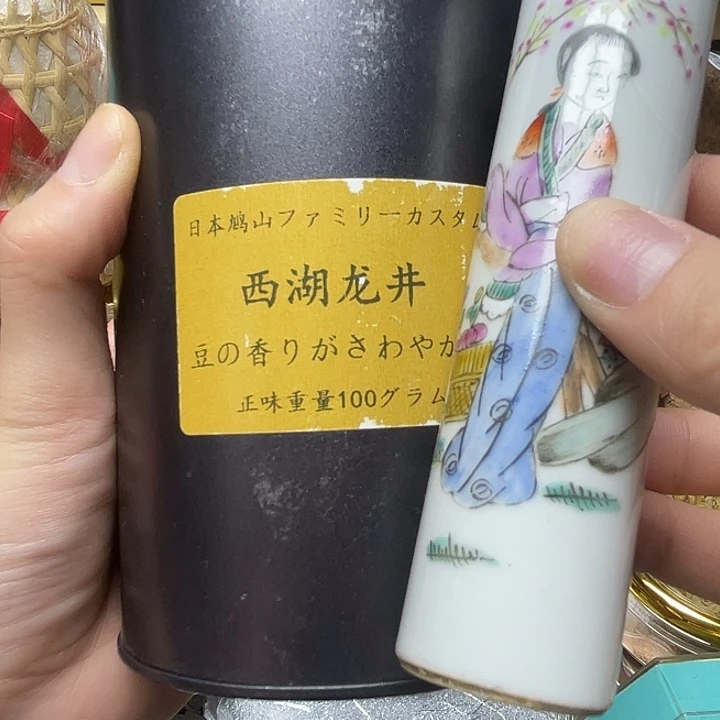 日本鳩山ファミリーカスタム
西湖龙井
豆の香りがさわやか
正味重量100グラム